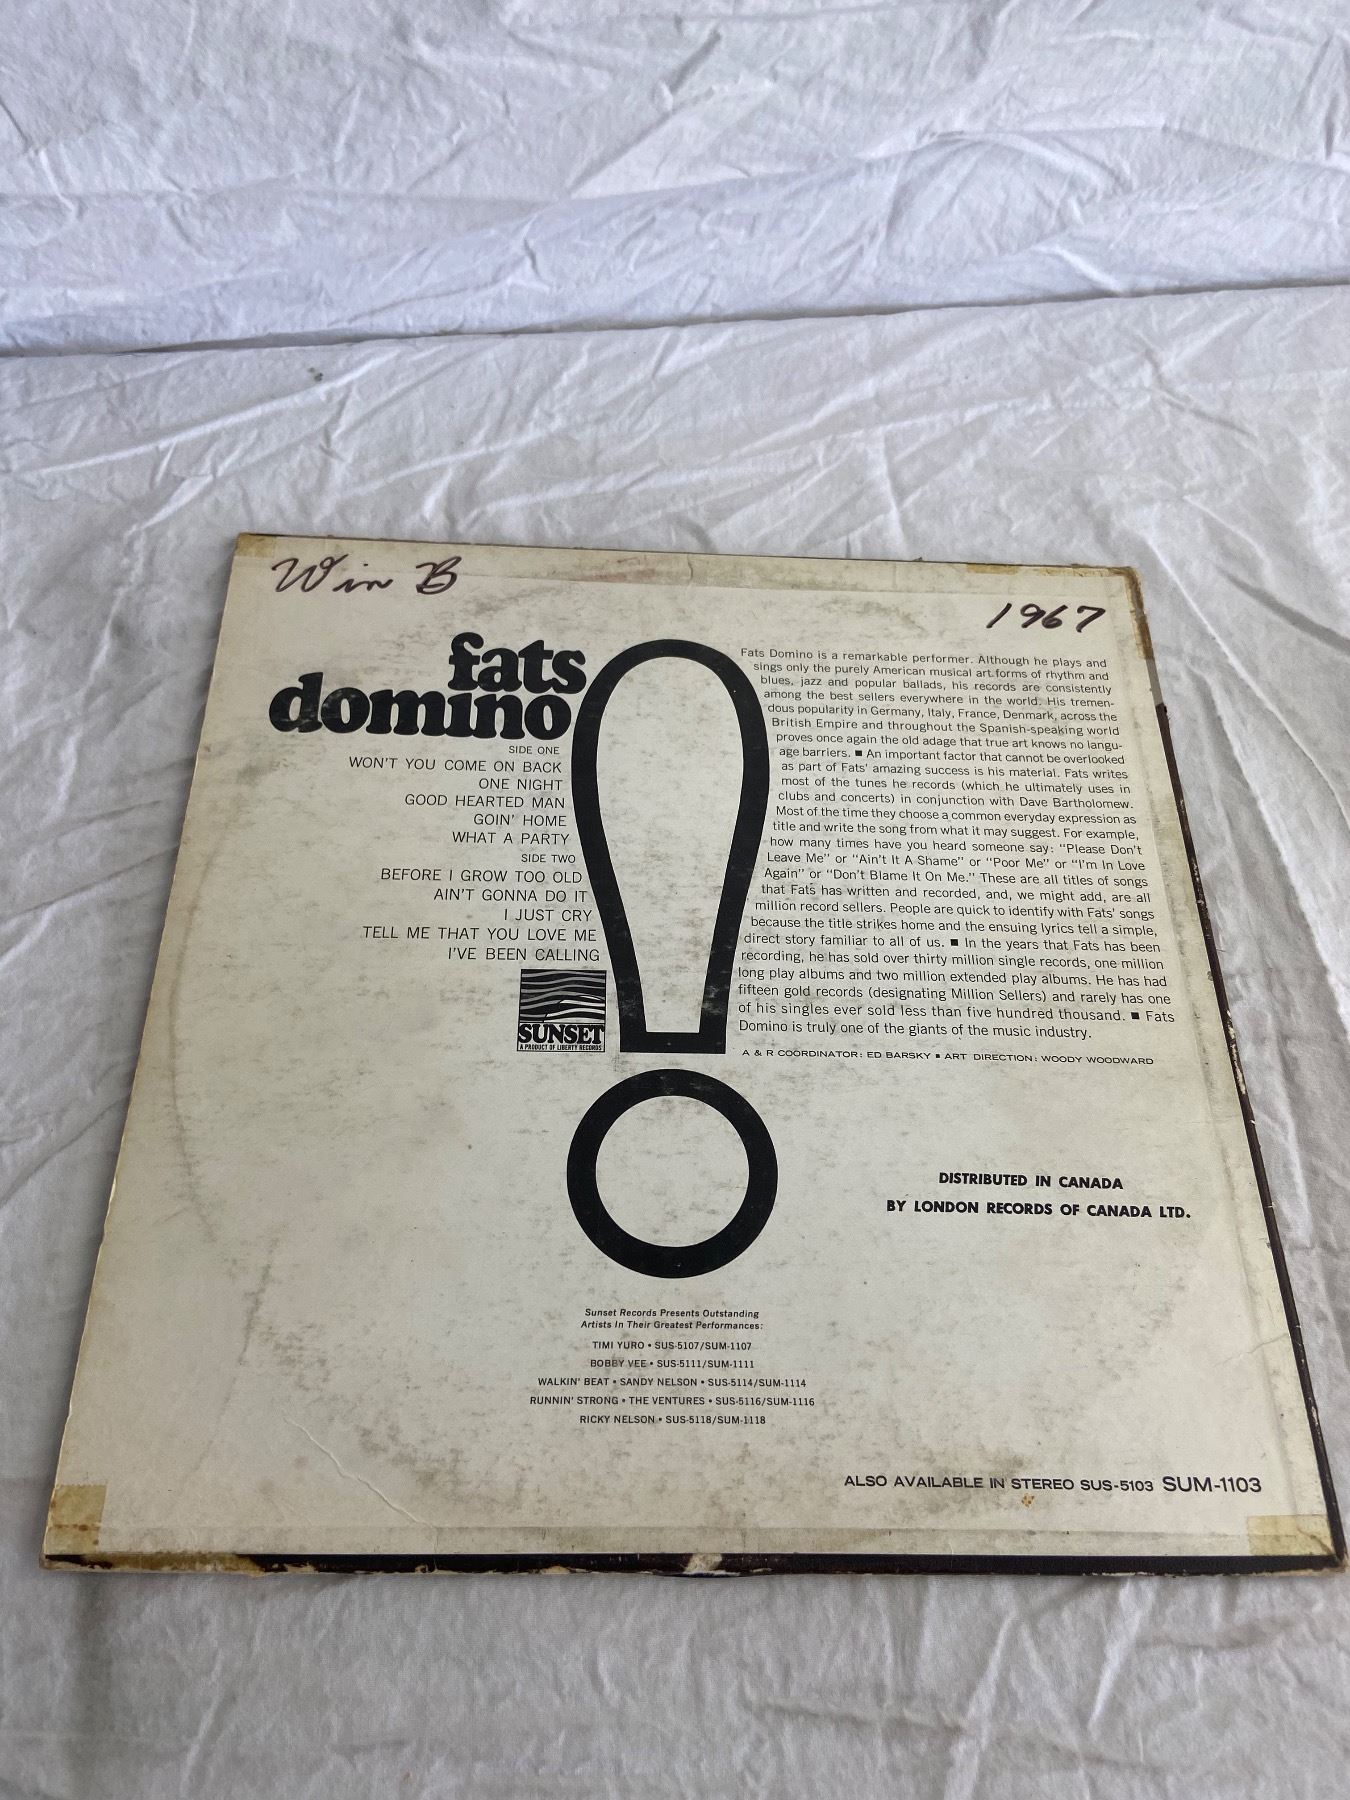 Win B
1967
fats
domino
SIDE ONE
WON'T YOU COME ON BACK
ONE NIGHT
GOOD HEARTED MAN
GOIN' HOME
WHAT A PARTY
SIDE TWO
BEFORE I GROW TOO OLD
AIN'T GONNA DO IT
I JUST CRY
TELL ME THAT YOU LOVE ME
I'VE BEEN CALLING
SUNSET
A PRODUCT OF LIBERTY RECORDS
Fats Domino is a remarkable performer. Although he plays and
sings only the purely American musical art forms of rhythm and
blues, jazz and popular ballads, his records are consistently
among the best sellers everywhere in the world. His tremen-
dous popularity in Germany, Italy, France, Denmark, across the
British Empire and throughout the Spanish-speaking world
proves once again the old adage that true art knows no langu-
age barriers. ■ An important factor that cannot be overlooked
as part of Fats' amazing success is his material. Fats writes
most of the tunes he records (which he ultimately uses in
clubs and concerts) in conjunction with Dave Bartholomew.
Most of the time they choose a common everyday expression as
title and write the song from what it may suggest. For example,
how many times have you heard someone say: "Please Don't
Leave Me" or "Ain't It A Shame" or "Poor Me" or "I'm In Love
Again" or "Don't Blame It On Me." These are all titles of songs
that Fats has written and recorded, and, we might add, are all
million record sellers. People are quick to identify with Fats' songs
because the title strikes home and the ensuing lyrics tell a simple,
direct story familiar to all of us. ■ In the years that Fats has been
recording, he has sold over thirty million single records, one million
long play albums and two million extended play albums. He has had
fifteen gold records (designating Million Sellers) and rarely has one
of his singles ever sold less than five hundred thousand. ■ Fats
Domino is truly one of the giants of the music industry.
A & R COORDINATOR: ED BARSKY ■ ART DIRECTION: WOODY WOODWARD
DISTRIBUTED IN CANADA
BY LONDON RECORDS OF CANADA LTD.
Sunset Records Presents Outstanding
Artists In Their Greatest Performances:
TIMI YURO • SUS-5107/SUM-1107
BOBBY VEE • SUS-5111/SUM-1111
WALKIN' BEAT • SANDY NELSON • SUS-5114/SUM-1114
RUNNIN' STRONG • THE VENTURES • SUS-5116/SUM-1116
RICKY NELSON • SUS-5118/SUM-1118
ALSO AVAILABLE IN STEREO SUS-5103 SUM-1103